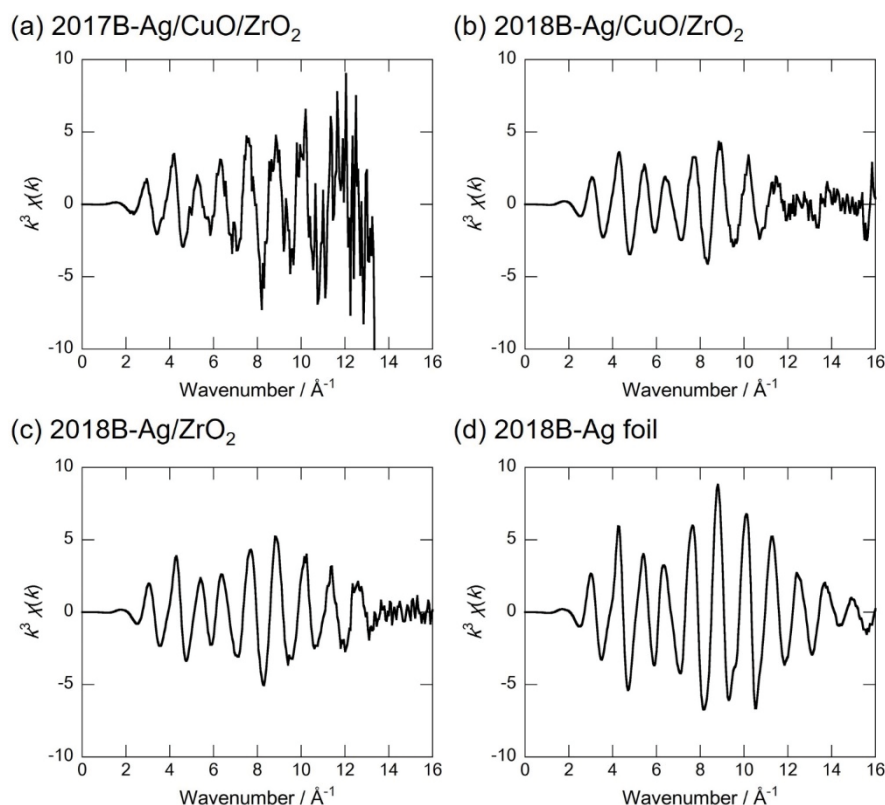 (a) 2017B-Ag/CuO/ZrO₂
10
5
0
-5
-10
k³ χ(k)
0 2 4 6 8 10 12 14 16
Wavenumber / Å⁻¹
(b) 2018B-Ag/CuO/ZrO₂
10
5
0
-5
-10
k³ χ(k)
0 2 4 6 8 10 12 14 16
Wavenumber / Å⁻¹
(c) 2018B-Ag/ZrO₂
10
5
0
-5
-10
k³ χ(k)
0 2 4 6 8 10 12 14 16
Wavenumber / Å⁻¹
(d) 2018B-Ag foil
10
5
0
-5
-10
k³ χ(k)
0 2 4 6 8 10 12 14 16
Wavenumber / Å⁻¹